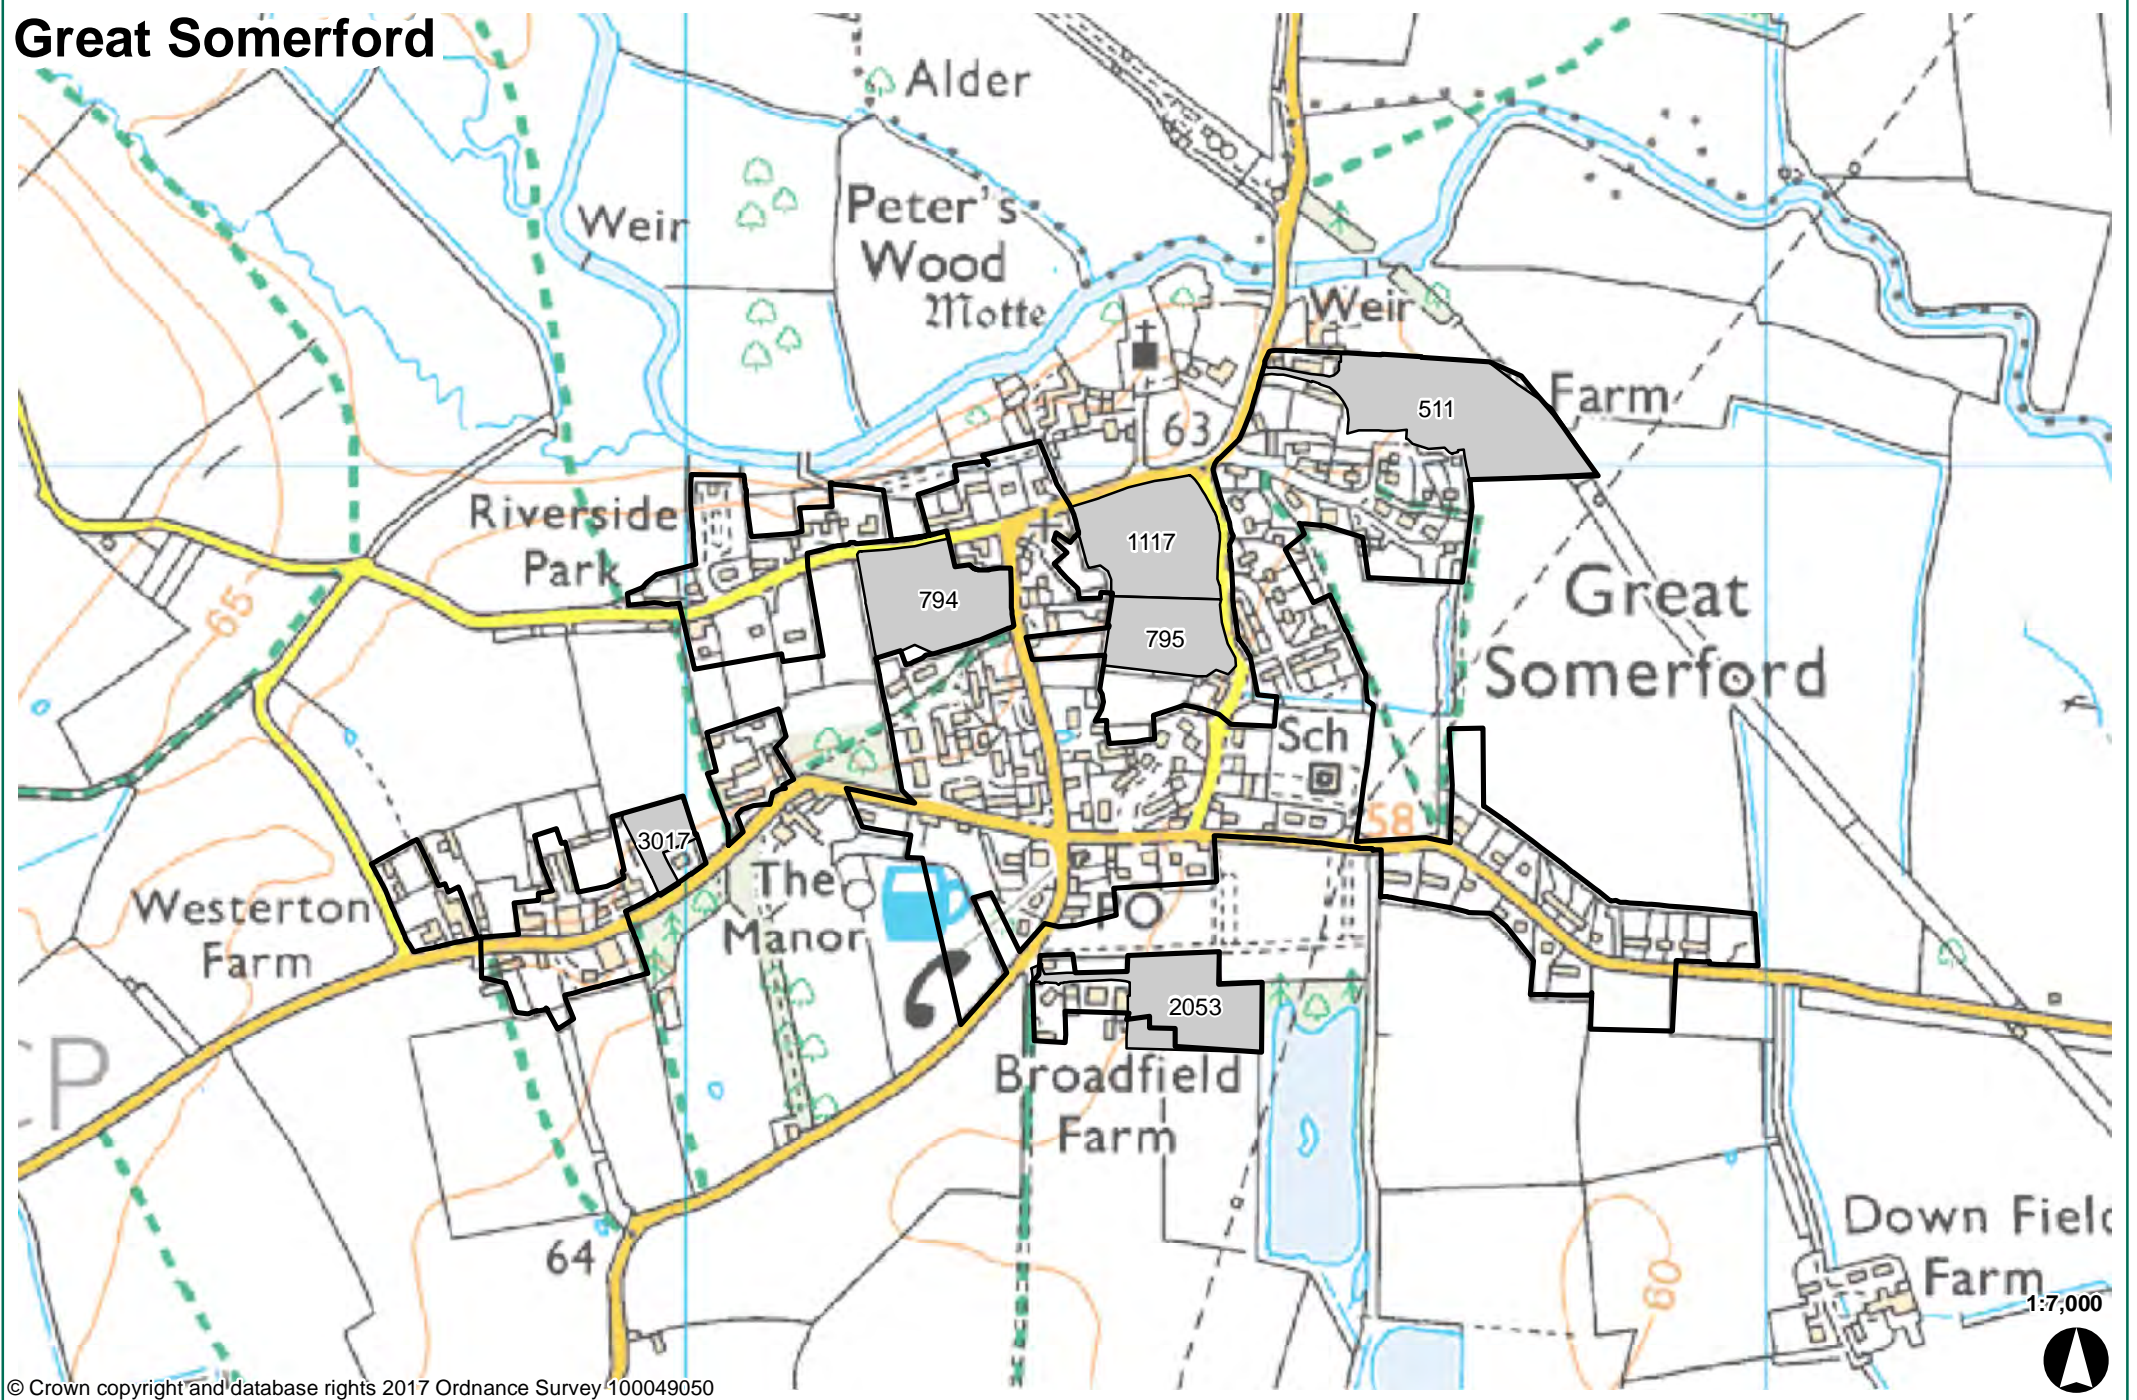 Great Somerford
Alder
Weir
Peter's
Wood
Motte
Weir
Farm
511
63
Riverside
Park
1117
794
795
65
Great
Somerford
Sch
58
3017
The
Manor
Westerton
Farm
PO
2053
Broadfield
Farm
CP
64
60
Down Field
Farm
1:7,000
© Crown copyright and database rights 2017 Ordnance Survey 100049050